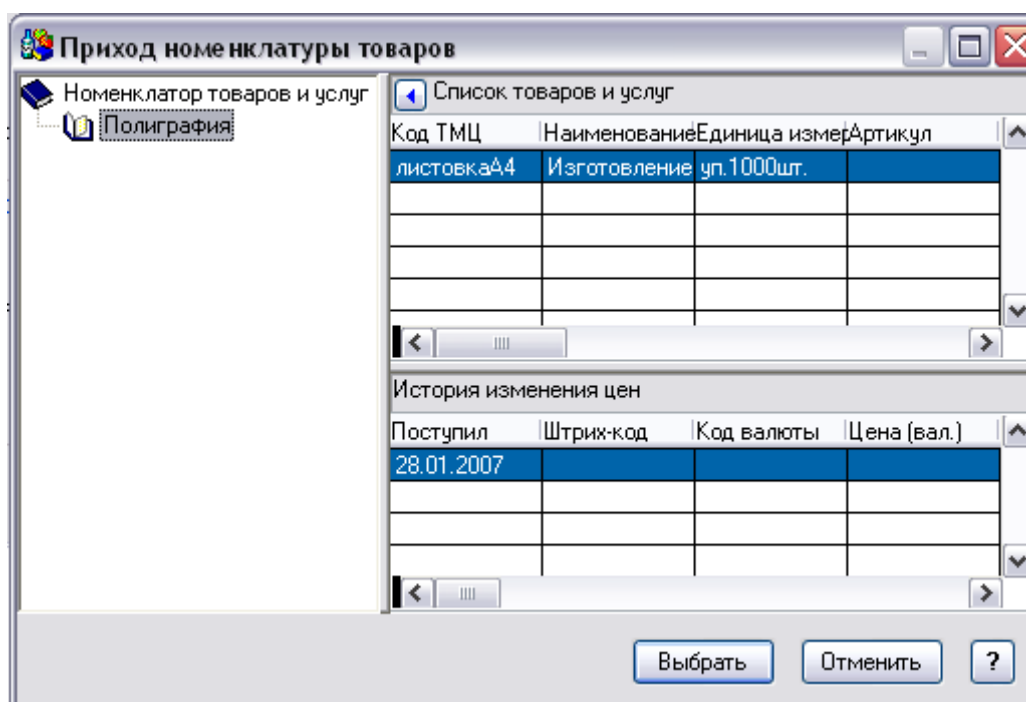 Приход номенклатуры товаров
Номенклатор товаров и услуг
Полиграфия
Список товаров и услуг
Код ТМЦ Наименование Единица измер Артикул
листовкаА4 Изготовление уп.1000шт.
История изменения цен
Поступил Штрих-код Код валюты Цена (вал.)
28.01.2007
Выбрать Отменить ?